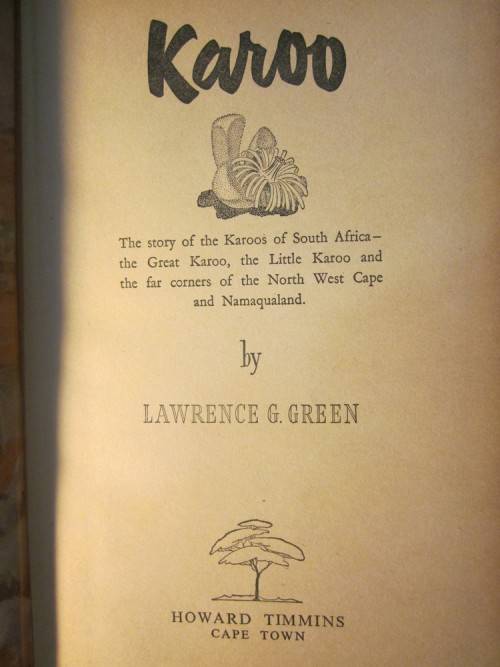 Karoo
The story of the Karoos of South Africa—
the Great Karoo, the Little Karoo and
the far corners of the North West Cape
and Namaqualand.
by
LAWRENCE G. GREEN
HOWARD TIMMINS
CAPE TOWN